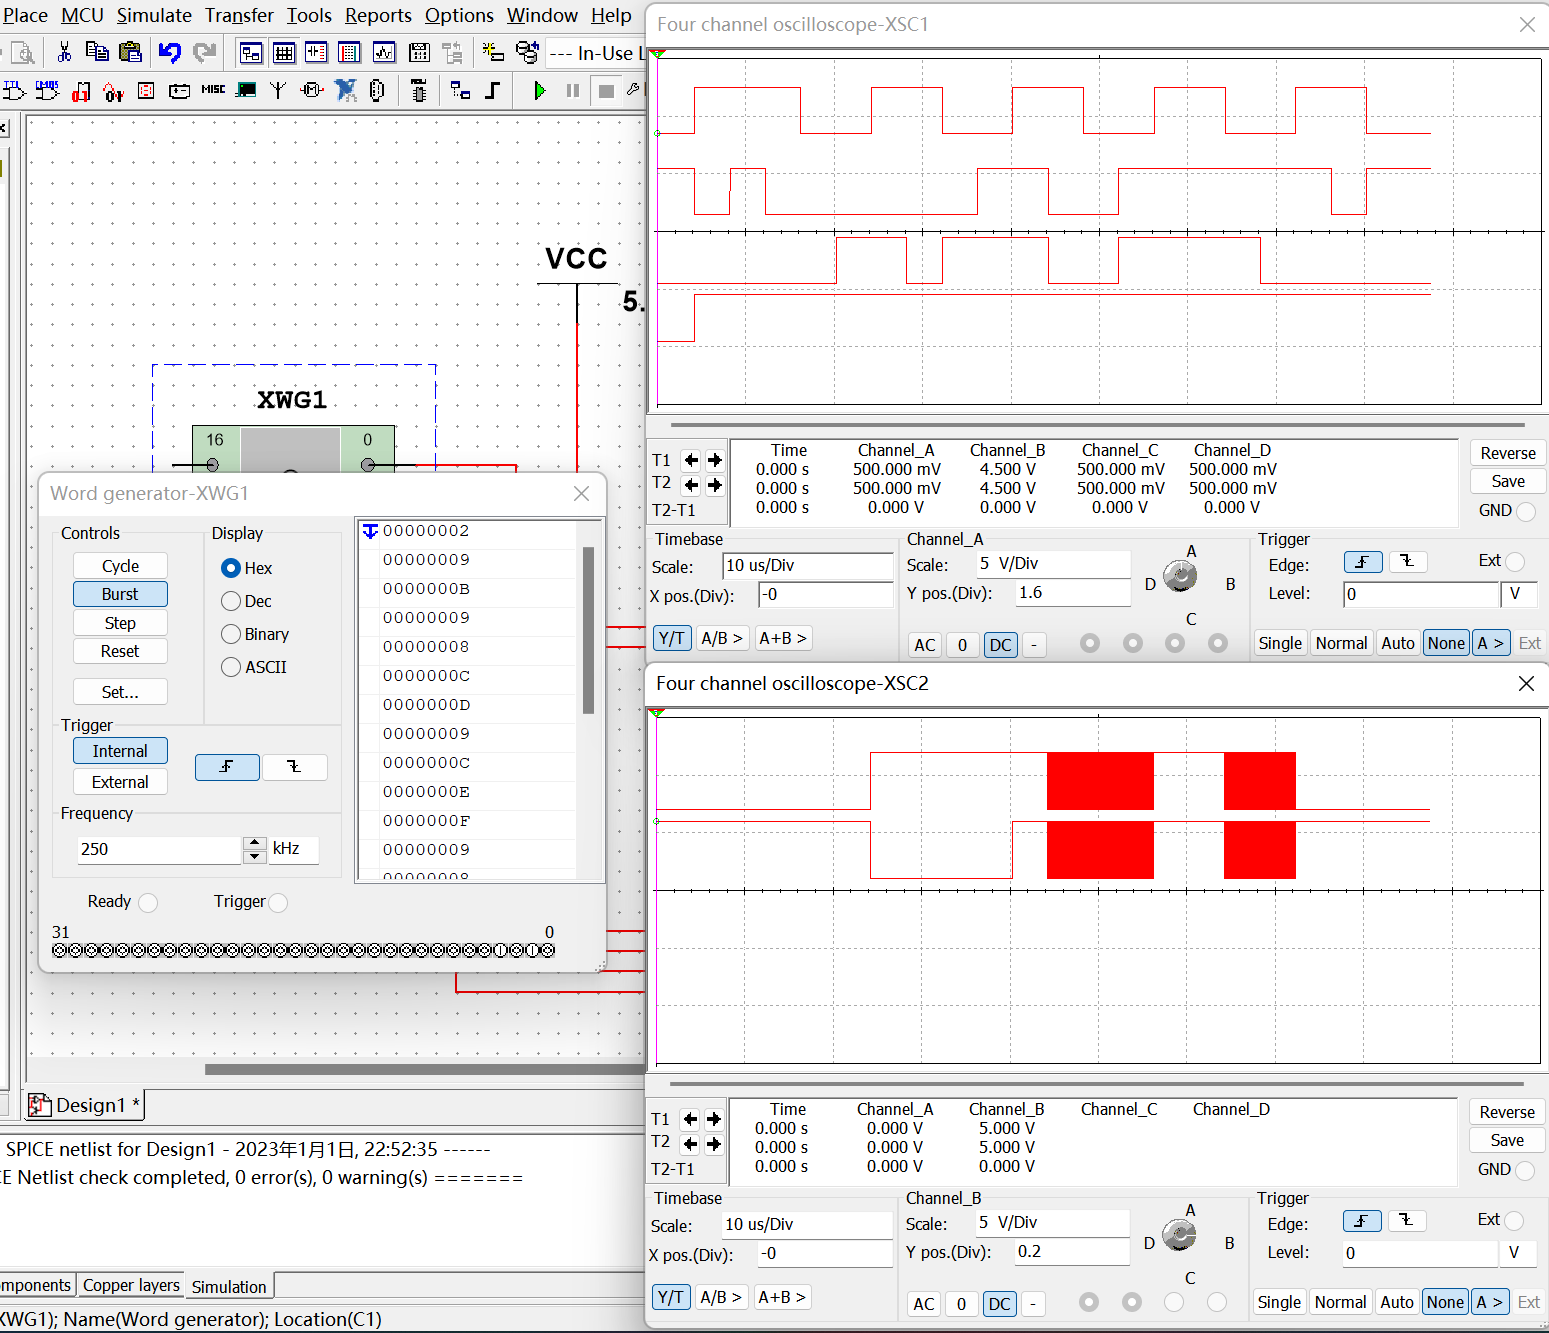 Place MCU Simulate Transfer Tools Reports Options Window Help
--- In-Use L
MISC
VCC
5.
XWG1
16 0
Word generator-XWG1
Controls
Cycle
Burst
Step
Reset
Set...
Display
Hex
Dec
Binary
ASCII
Trigger
Internal
External
Frequency
250 kHz
Ready Trigger
31 0
00000002
00000009
0000000B
00000009
00000008
0000000C
0000000D
00000009
0000000C
0000000E
0000000F
00000009
00000008
Design1 *
SPICE netlist for Design1 - 2023年1月1日, 22:52:35 ------
CE Netlist check completed, 0 error(s), 0 warning(s) =======
omponents Copper layers Simulation
XWG1); Name(Word generator); Location(C1)
Four channel oscilloscope-XSC1
Time Channel_A Channel_B Channel_C Channel_D
T1 0.000 s 500.000 mV 4.500 V 500.000 mV 500.000 mV
T2 0.000 s 500.000 mV 4.500 V 500.000 mV 500.000 mV
T2-T1 0.000 s 0.000 V 0.000 V 0.000 V 0.000 V
Reverse
Save
GND
Timebase
Scale: 10 us/Div
X pos.(Div): -0
Y/T A/B > A+B >
Channel_A
Scale: 5 V/Div
Y pos.(Div): 1.6
AC 0 DC -
A
D B
C
Trigger
Edge: Ext
Level: 0 V
Single Normal Auto None A > Ext
Four channel oscilloscope-XSC2
Time Channel_A Channel_B Channel_C Channel_D
T1 0.000 s 0.000 V 5.000 V
T2 0.000 s 0.000 V 5.000 V
T2-T1 0.000 s 0.000 V 0.000 V
Reverse
Save
GND
Timebase
Scale: 10 us/Div
X pos.(Div): -0
Y/T A/B > A+B >
Channel_B
Scale: 5 V/Div
Y pos.(Div): 0.2
AC 0 DC -
A
D B
C
Trigger
Edge: Ext
Level: 0 V
Single Normal Auto None A > Ext